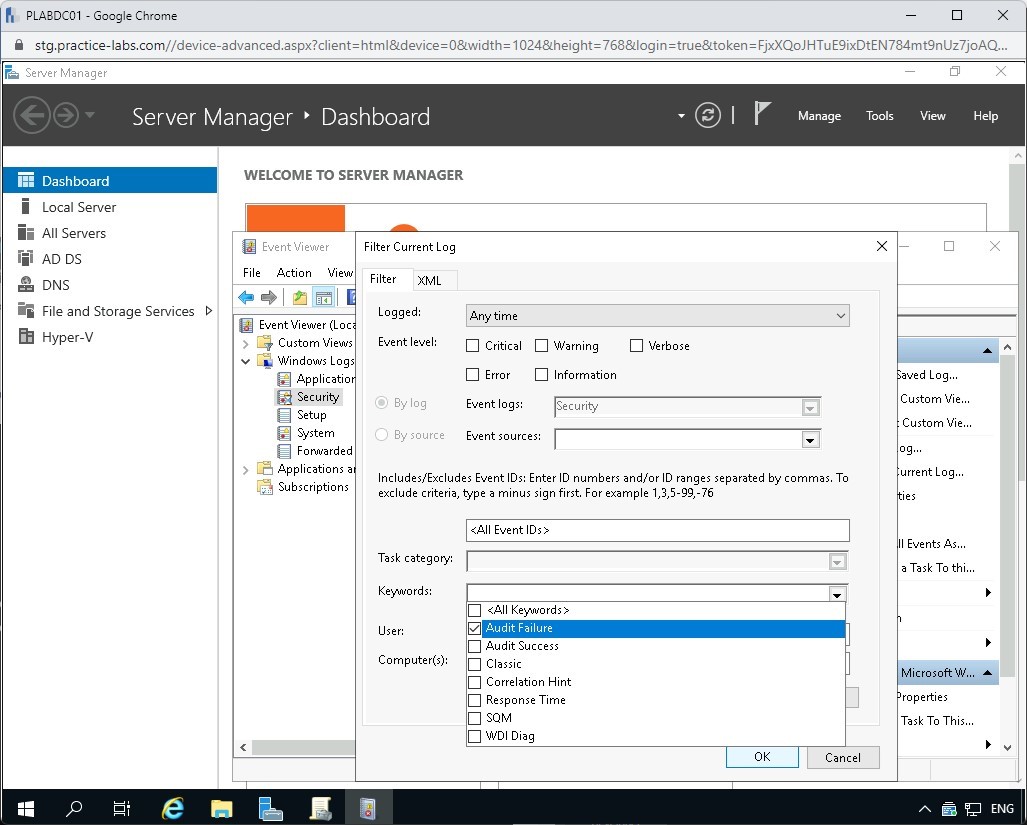 PLABDC01 - Google Chrome
stg.practice-labs.com//device-advanced.aspx?client=html&device=0&width=1024&height=768&login=true&token=FjxXQoJHTuE9ixDtEN784mt9nUz7joAQ...
Server Manager
Server Manager ‣ Dashboard
Manage Tools View Help
Dashboard
Local Server
All Servers
AD DS
DNS
File and Storage Services
Hyper-V
WELCOME TO SERVER MANAGER
Event Viewer
File Action View
Event Viewer (Loca
Custom Views
Windows Logs
Application
Security
Setup
System
Forwarded
Applications an
Subscriptions
Filter Current Log
Filter XML
Logged: Any time
Event level: Critical Warning Verbose
Error Information
By log Event logs: Security
By source Event sources:
Includes/Excludes Event IDs: Enter ID numbers and/or ID ranges separated by commas. To
exclude criteria, type a minus sign first. For example 1,3,5-99,-76
<All Event IDs>
Task category:
Keywords:
<All Keywords>
User:
Audit Failure
Audit Success
Computer(s):
Classic
Correlation Hint
Response Time
SQM
WDI Diag
OK Cancel
Saved Log...
Custom Vie...
t Custom Vie...
og...
urrent Log...
ties
ll Events As...
a Task To thi...
Microsoft W...
Properties
Task To This...
ENG